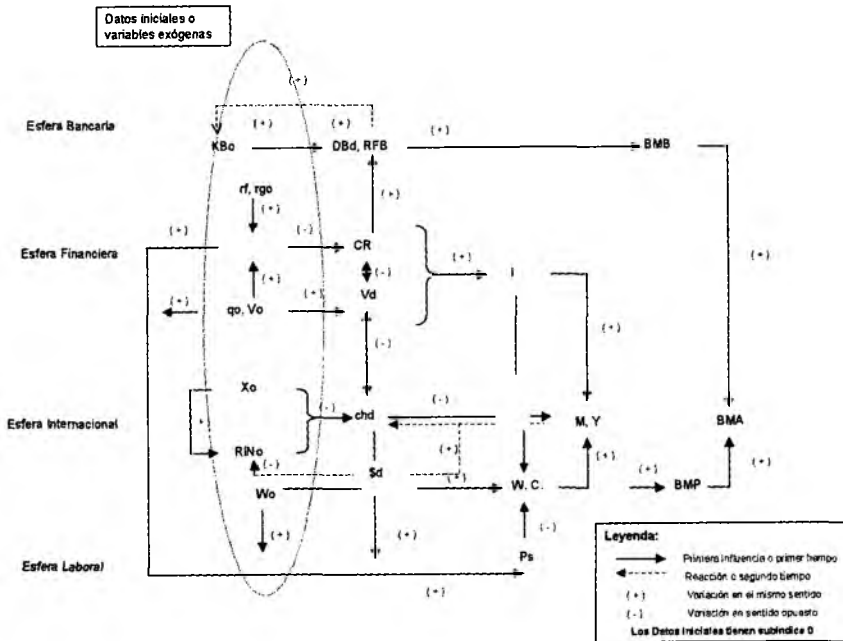 Datos iniciales o
variables exógenas
(+)
Esfera Bancaria
(+)
(+)
(+)
KBo
DBd, RFB
BMB
rf, rgo
(+)
(+)
(+)
(-)
Esfera Financiera
CR
(+)
(+)
i
(+)
(-)
Vd
(+)
(+)
qo, Vo
(+)
(-)
Xo
(-)
(-)
Esfera Internacional
chd
M, Y
BMA
(+)
RINo
(-)
$d
(+)
(+)
(+)
(+)
Wo
W. C.
BMP
(+)
(+)
(-)
Ps
Esfera Laboral
(+)
Leyenda:
Primera influencia o primer tiempo
Reacción o segundo tiempo
(+) Variación en el mismo sentido
(-) Variación en sentido opuesto
Los Datos Iniciales tienen subíndice 0